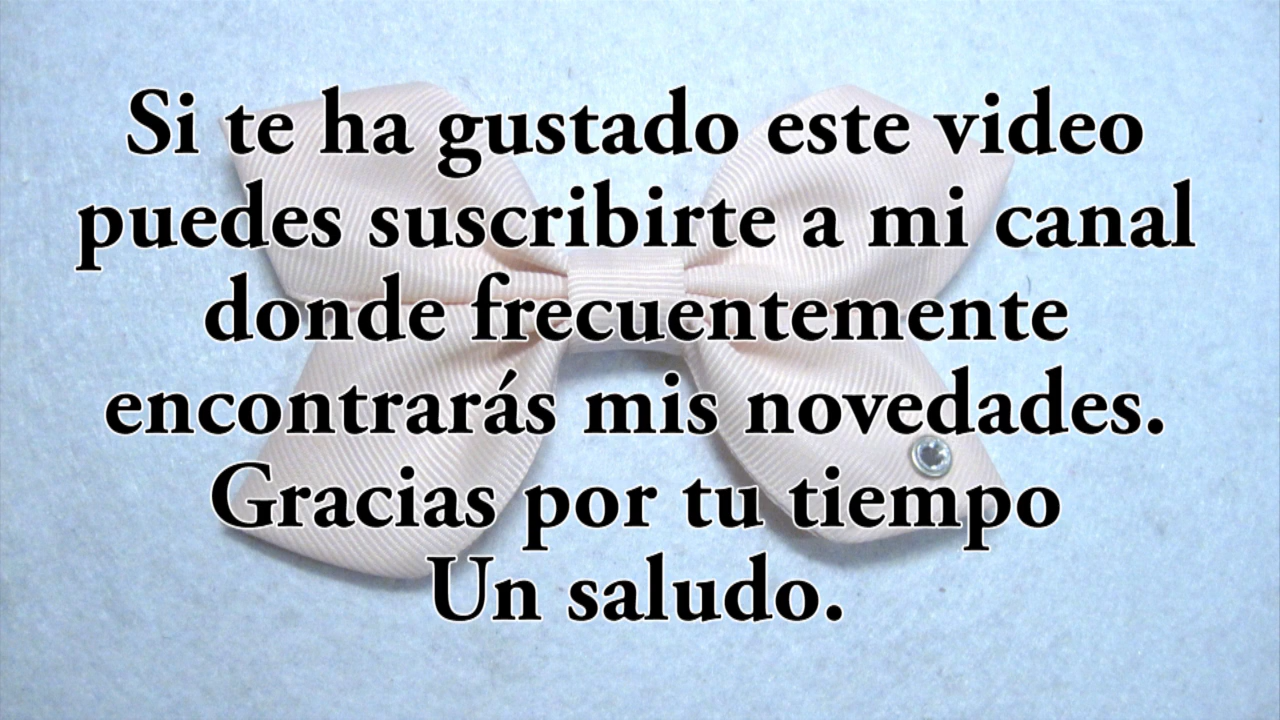 Si te ha gustado este video
puedes suscribirte a mi canal
donde frecuentemente
encontrarás mis novedades.
Gracias por tu tiempo
Un saludo.